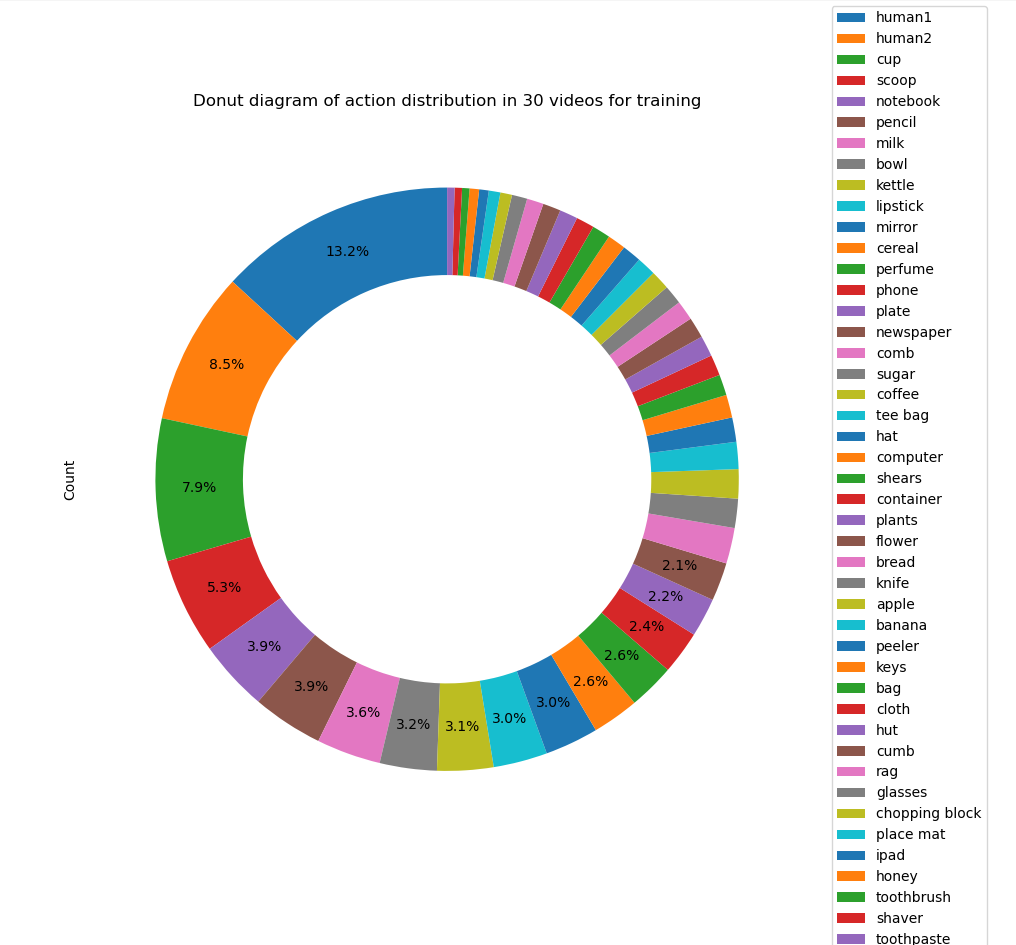 Donut diagram of action distribution in 30 videos for training
Count
13.2%
8.5%
7.9%
5.3%
3.9%
3.9%
3.6%
3.2%
3.1%
3.0%
3.0%
2.6%
2.6%
2.4%
2.2%
2.1%
human1
human2
cup
scoop
notebook
pencil
milk
bowl
kettle
lipstick
mirror
cereal
perfume
phone
plate
newspaper
comb
sugar
coffee
tee bag
hat
computer
shears
container
plants
flower
bread
knife
apple
banana
peeler
keys
bag
cloth
hut
cumb
rag
glasses
chopping block
place mat
ipad
honey
toothbrush
shaver
toothpaste